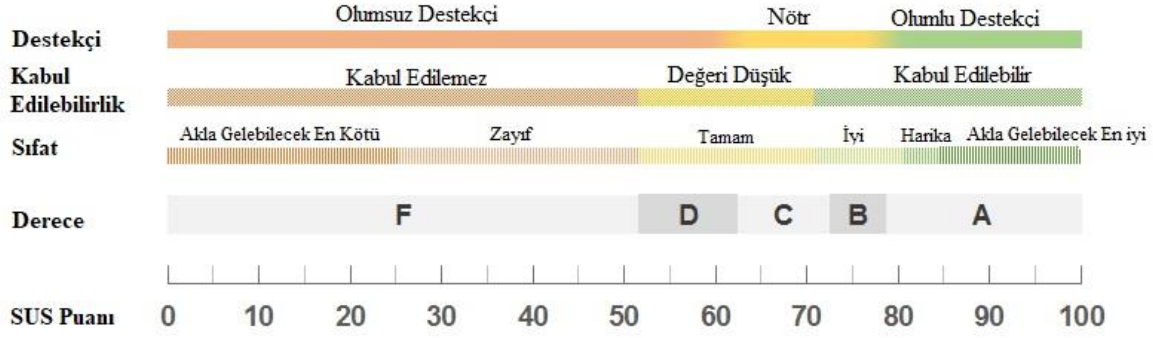 Olumsuz Destekçi Nötr Olumlu Destekçi
Destekçi
Kabul Edilemez Değeri Düşük Kabul Edilebilir
Kabul
Edilebilirlik
Akla Gelebilecek En Kötü Zayıf Tamam İyi Harika Akla Gelebilecek En iyi
Sıfat
Derece F D C B A
SUS Puanı 0 10 20 30 40 50 60 70 80 90 100